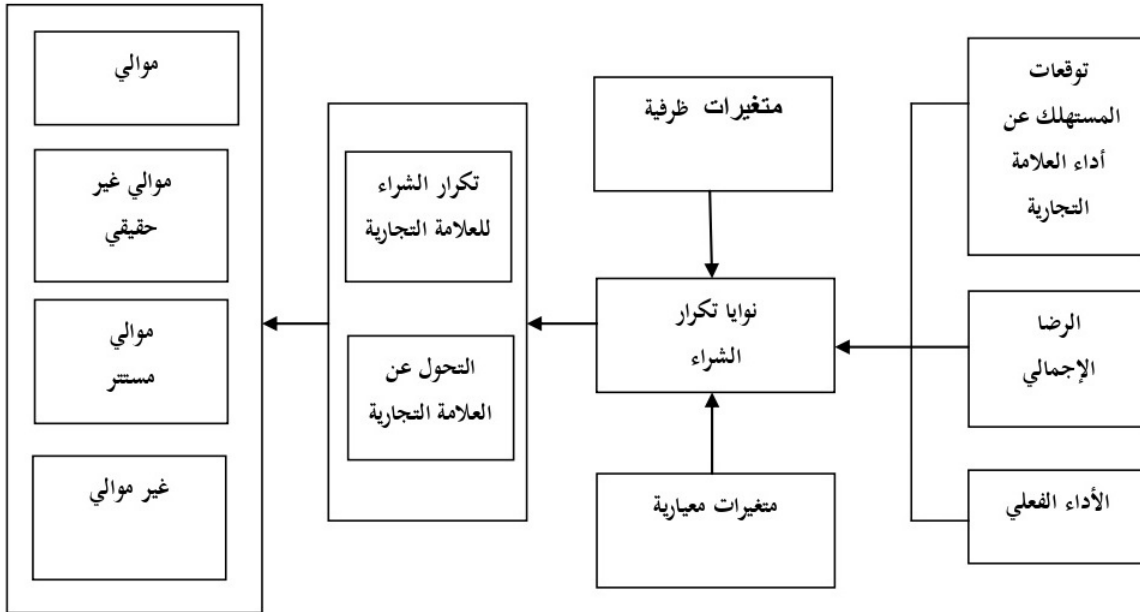 توقعات
المستهلك عن
أداء العلامة
التجارية
الرضا
الإجمالي
الأداء الفعلي
متغيرات ظرفية
نوايا تكرار
الشراء
متغيرات معيارية
تكرار الشراء
للعلامة التجارية
التحول عن
العلامة التجارية
موالي
موالي غير
حقيقي
موالي
مستتر
غير موالي